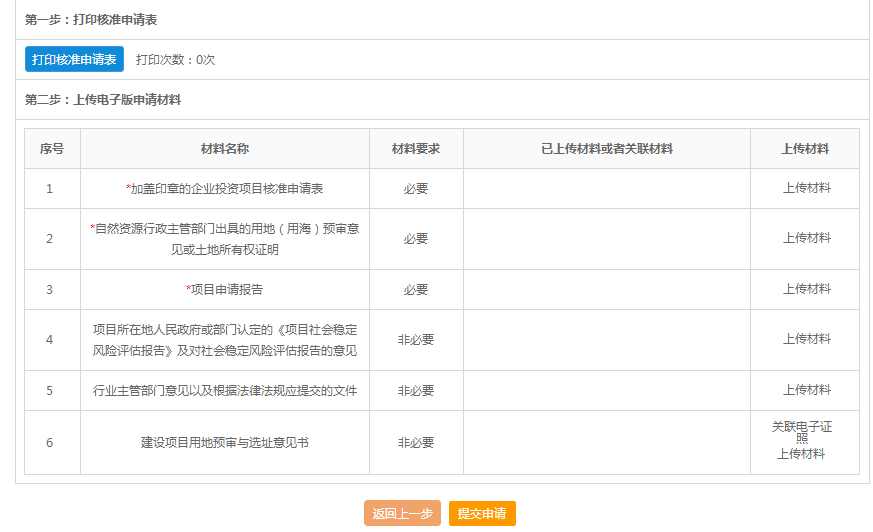 第一步：打印核准申请表
打印核准申请表 打印次数：0次
第二步：上传电子版申请材料
序号 材料名称 材料要求 已上传材料或者关联材料 上传材料
1 *加盖印章的企业投资项目核准申请表 必要 上传材料
2 *自然资源行政主管部门出具的用地（用海）预审意
见或土地所有权证明 必要 上传材料
3 *项目申请报告 必要 上传材料
4 项目所在地人民政府或部门认定的《项目社会稳定
风险评估报告》及对社会稳定风险评估报告的意见 非必要 上传材料
5 行业主管部门意见以及根据法律法规应提交的文件 非必要 上传材料
6 建设项目用地预审与选址意见书 非必要 关联电子证
照
上传材料
返回上一步 提交申请